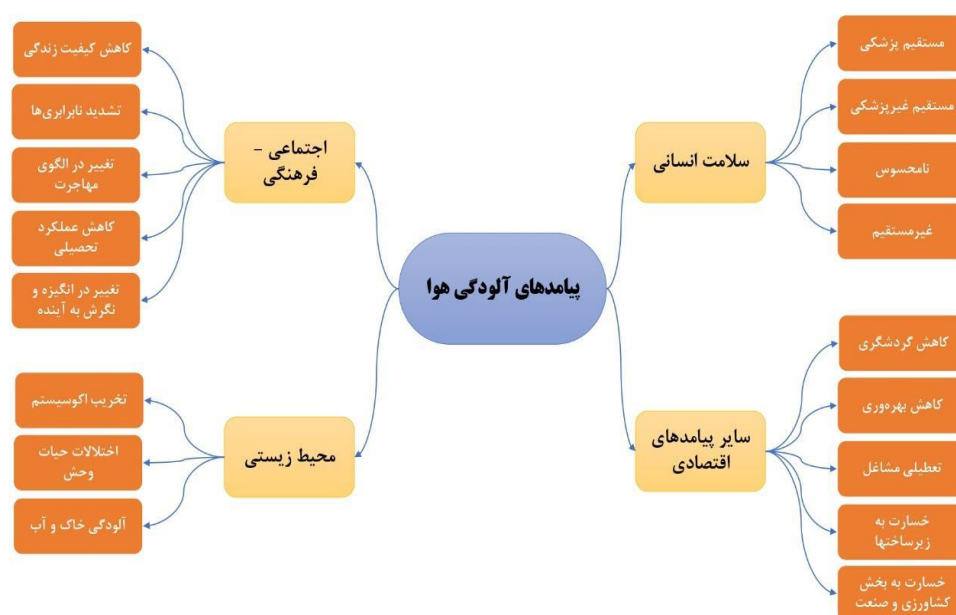 پیامدهای آلودگی هوا
سلامت انسانی
مستقیم پزشکی
مستقیم غیرپزشکی
نامحسوس
غیرمستقیم
سایر پیامدهای
اقتصادی
کاهش گردشگری
کاهش بهره‌وری
تعطیلی مشاغل
خسارت به
زیرساختها
خسارت به بخش
کشاورزی و صنعت
اجتماعی –
فرهنگی
کاهش کیفیت زندگی
تشدید نابرابری‌ها
تغییر در الگوی
مهاجرت
کاهش عملکرد
تحصیلی
تغییر در انگیزه و
نگرش به آینده
محیط زیستی
تخریب اکوسیستم
اختلالات حیات
وحش
آلودگی خاک و آب